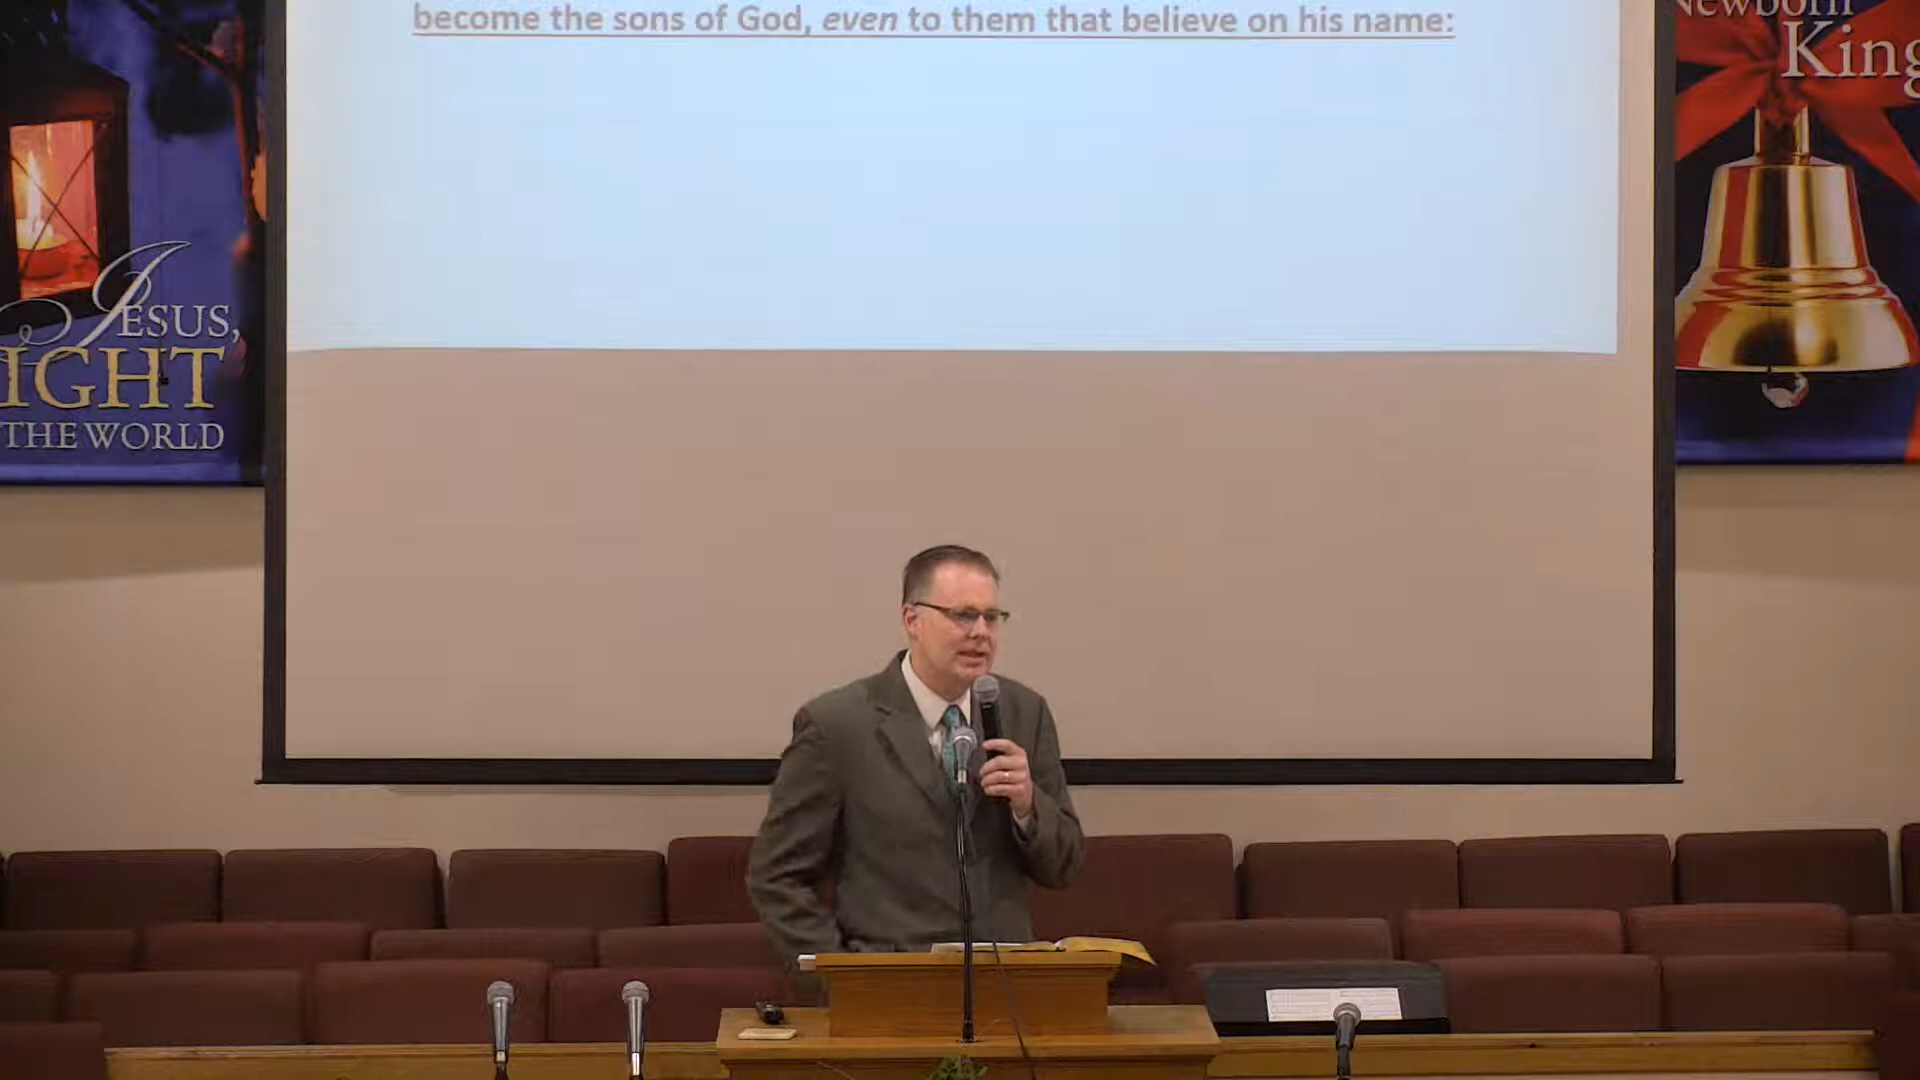 become the sons of God, even to them that believe on his name:
JESUS,
IGHT
THE WORLD
Newborn
King